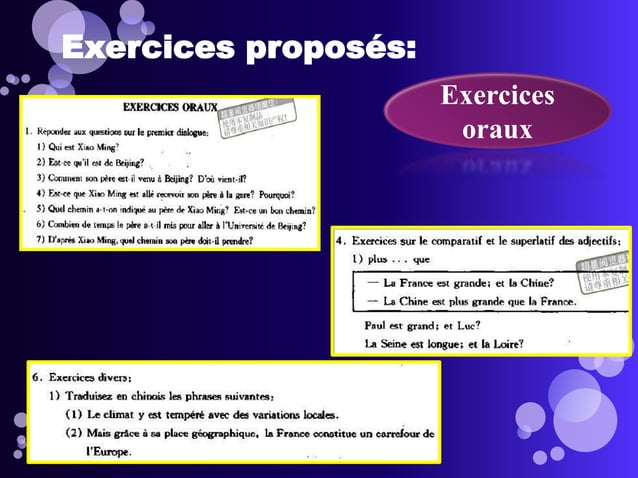 Exercices proposés:
Exercices
oraux
EXERCICES ORAUX
1. Répondez aux questions sur le premier dialogue:
1) Qui est Xiao Ming?
2) Est-ce qu'il est de Beijing?
3) Comment son père est-il venu à Beijing? D'où vient-il?
4) Est-ce que Xiao Ming est allé recevoir son père à la gare? Pourquoi?
5) Quel chemin a-t-on indiqué au père de Xiao Ming? Est-ce un bon chemin?
6) Combien de temps le père a-t-il mis pour aller à l'Université de Beijing?
7) D'après Xiao Ming, quel chemin son père doit-il prendre?
4. Exercices sur le comparatif et le superlatif des adjectifs:
1) plus ... que
— La France est grande; et la Chine?
— La Chine est plus grande que la France.
Paul est grand; et Luc?
La Seine est longue; et la Loire?
6. Exercices divers:
1) Traduisez en chinois les phrases suivantes:
(1) Le climat y est tempéré avec des variations locales.
(2) Mais grâce à sa place géographique, la France constitue un carrefour de
l'Europe.